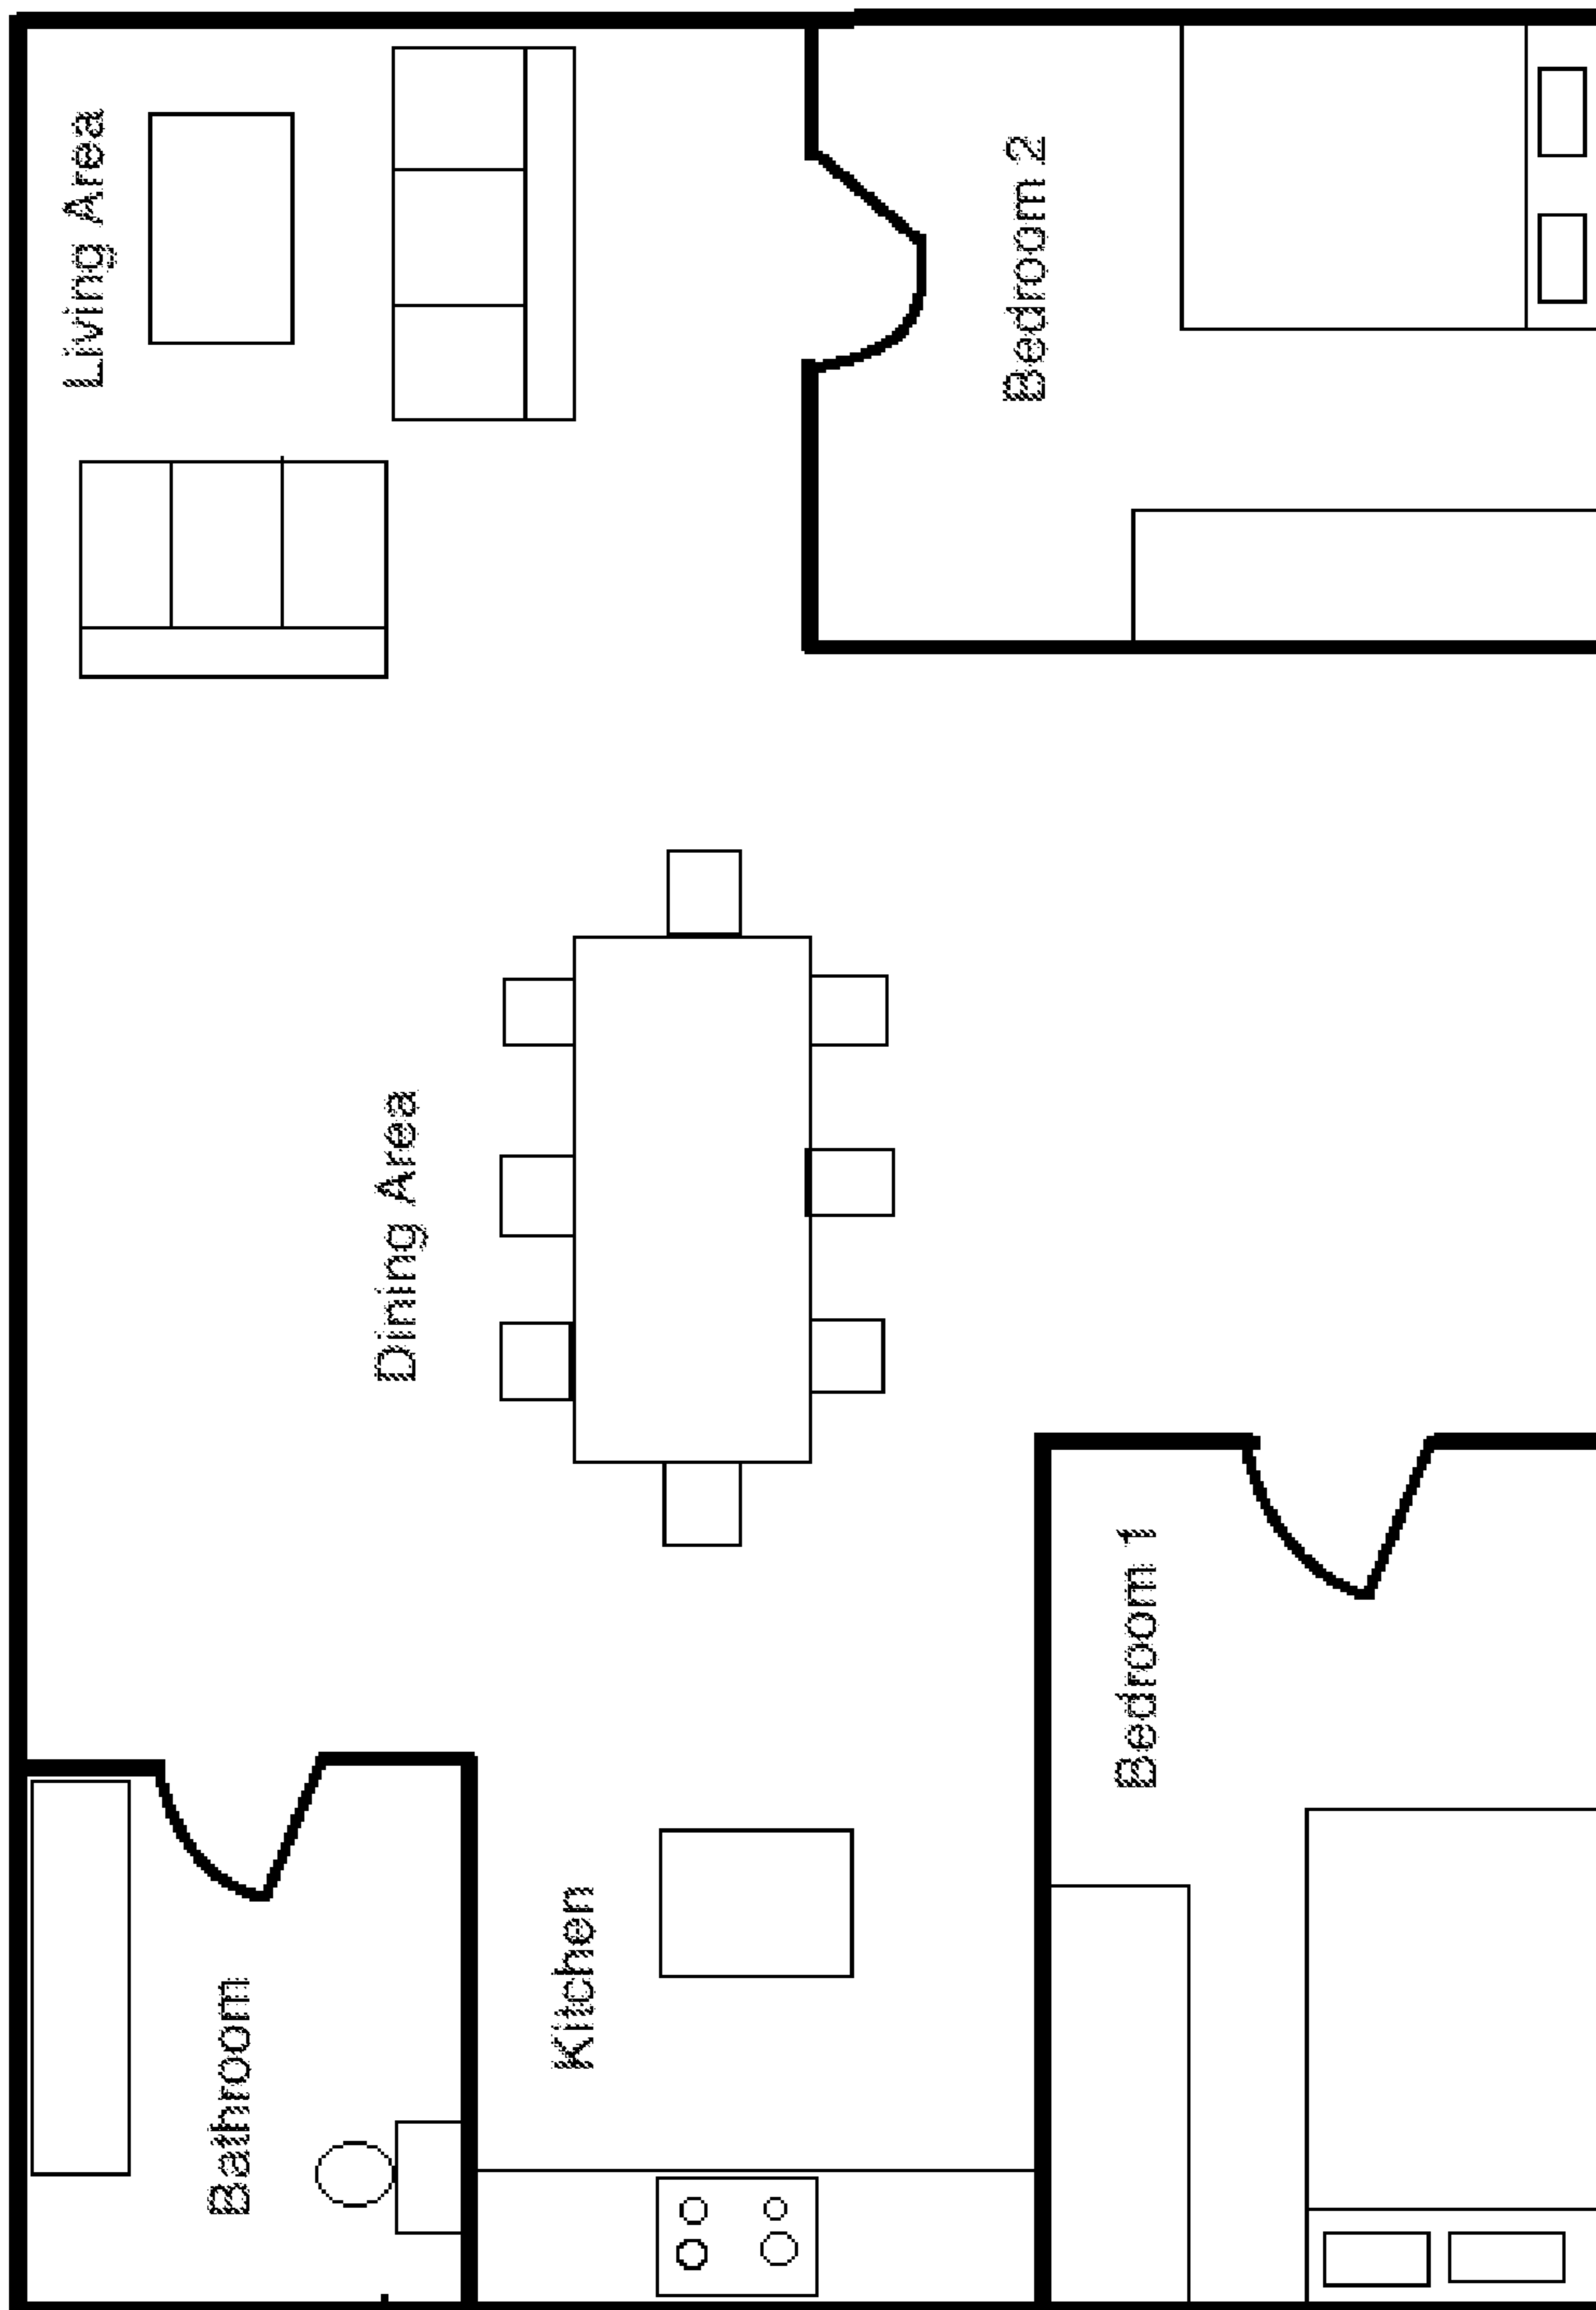 Living Area
Bedroom 2
Dining Area
Bedroom 1
Kitchen
Bathroom